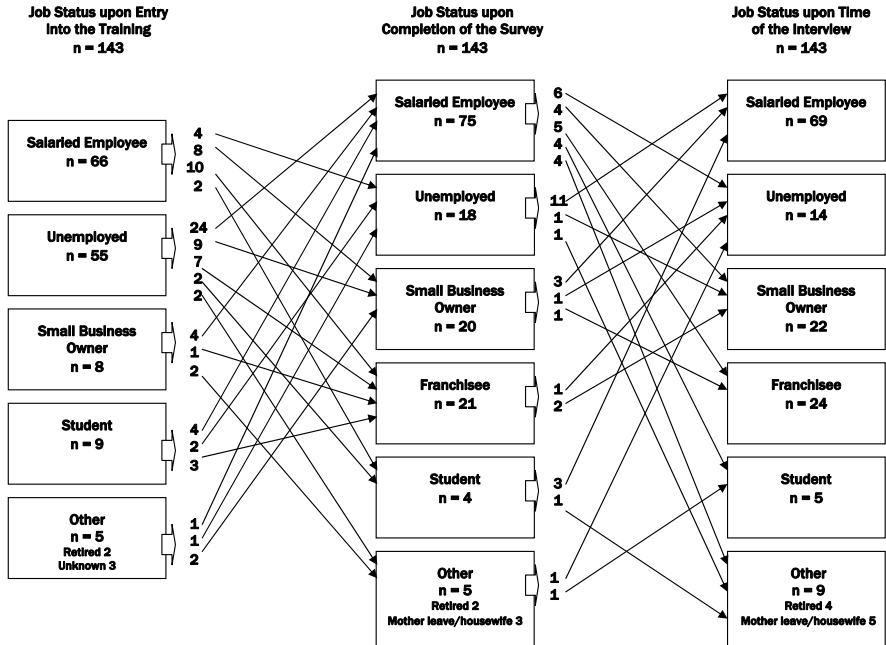 Job Status upon Entry
into the Training
n = 143
Salaried Employee
n = 66
4
8
10
2
Unemployed
n = 55
24
9
7
2
2
Small Business
Owner
n = 8
4
1
2
Student
n = 9
4
2
3
Other
n = 5
Retired 2
Unknown 3
1
1
2
Job Status upon
Completion of the Survey
n = 143
Salaried Employee
n = 75
6
4
5
4
4
Unemployed
n = 18
11
1
1
Small Business
Owner
n = 20
3
1
1
Franchisee
n = 21
1
2
Student
n = 4
3
1
Other
n = 5
Retired 2
Mother leave/housewife 3
1
1
Job Status upon Time
of the Interview
n = 143
Salaried Employee
n = 69
Unemployed
n = 14
Small Business
Owner
n = 22
Franchisee
n = 24
Student
n = 5
Other
n = 9
Retired 4
Mother leave/housewife 5